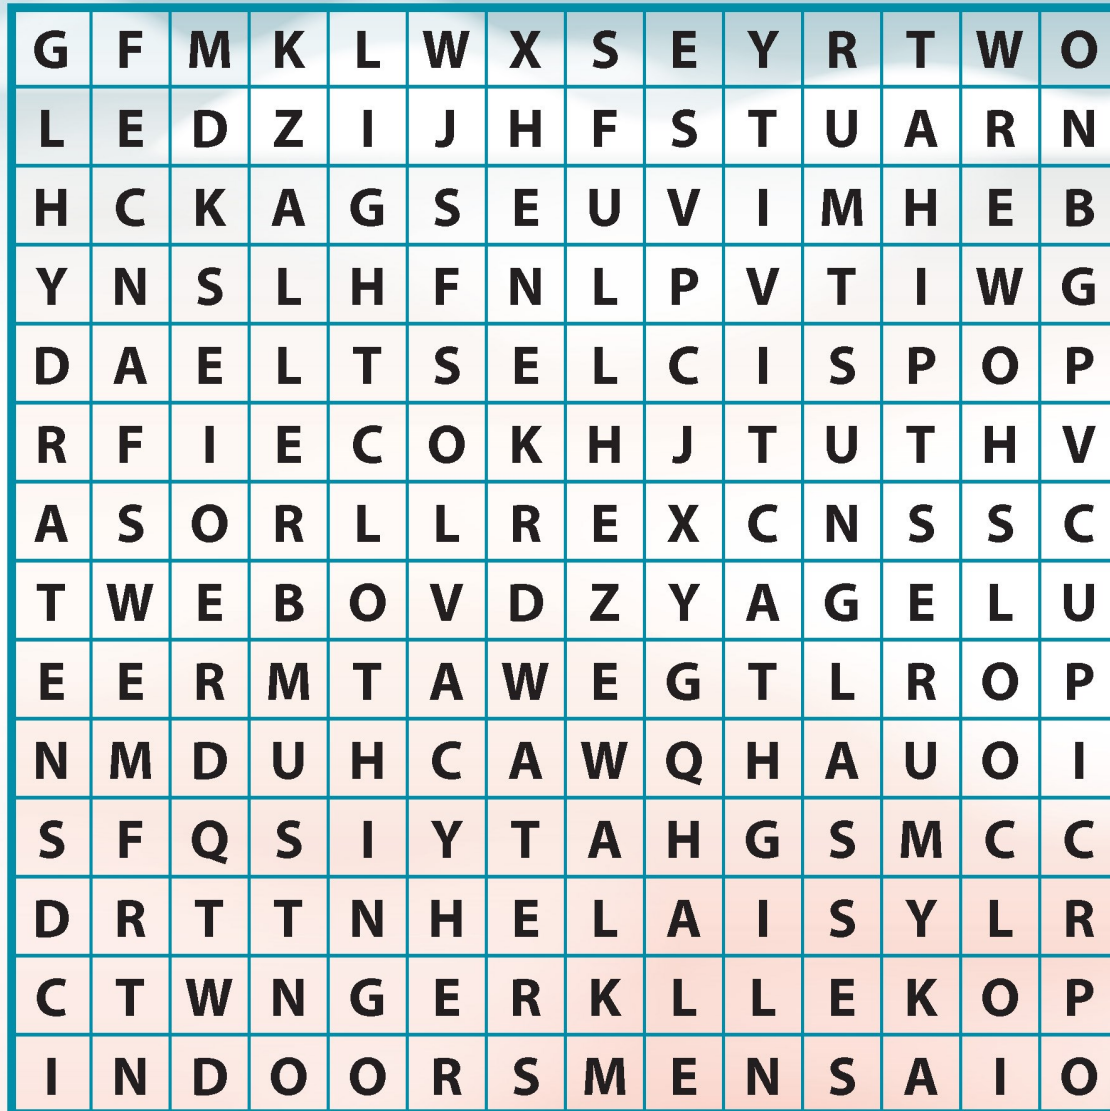 G F M K L W X S E Y R T W O
L E D Z I J H F S T U A R N
H C K A G S E U V I M H E B
Y N S L H F N L P V T I W G
D A E L T S E L C I S P O P
R F I E C O K H J T U T H V
A S O R L L R E X C N S S C
T W E B O V D Z Y A G E L U
E E R M T A W E G T L R O P
N M D U H C A W Q H A U O I
S F Q S I Y T A H G S M C C
D R T T N H E L A I S Y L R
C T W N G E R K L L E K O P
I N D O O R S M E N S A I O